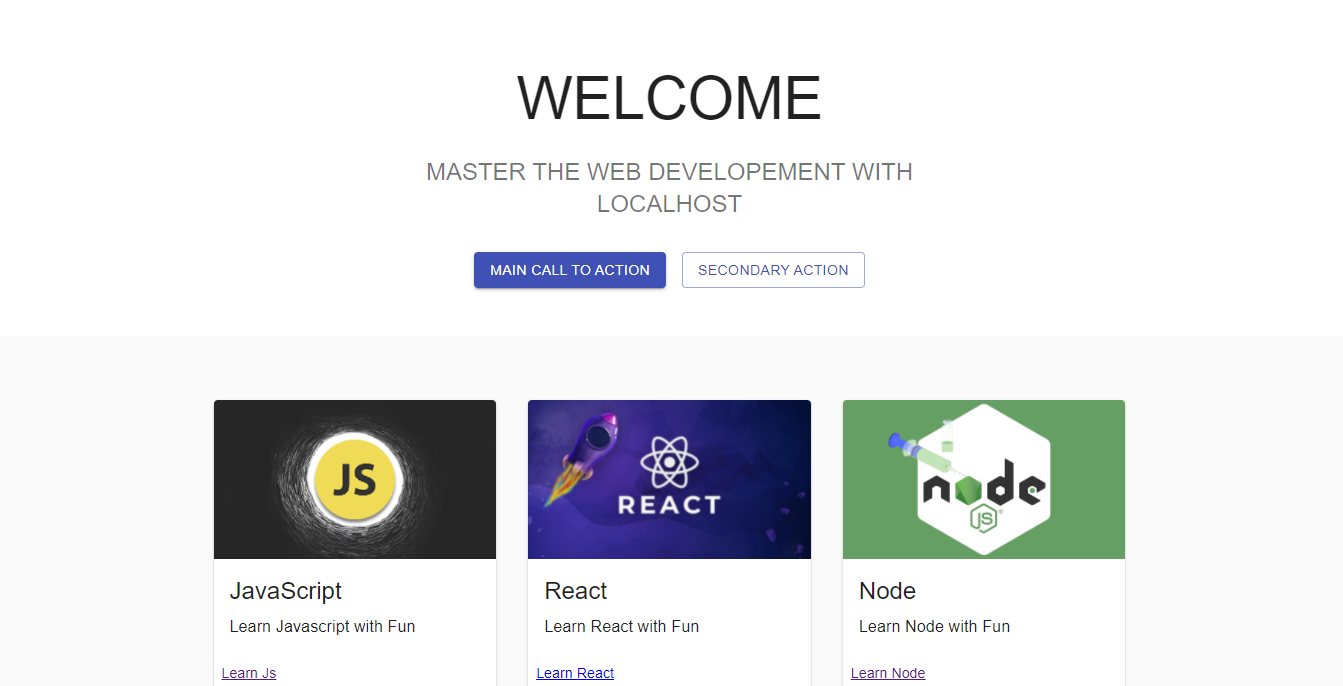 WELCOME
MASTER THE WEB DEVELOPEMENT WITH
LOCALHOST
MAIN CALL TO ACTION
SECONDARY ACTION
JS
REACT
node
JS
JavaScript
React
Node
Learn Javascript with Fun
Learn React with Fun
Learn Node with Fun
Learn Js
Learn React
Learn Node